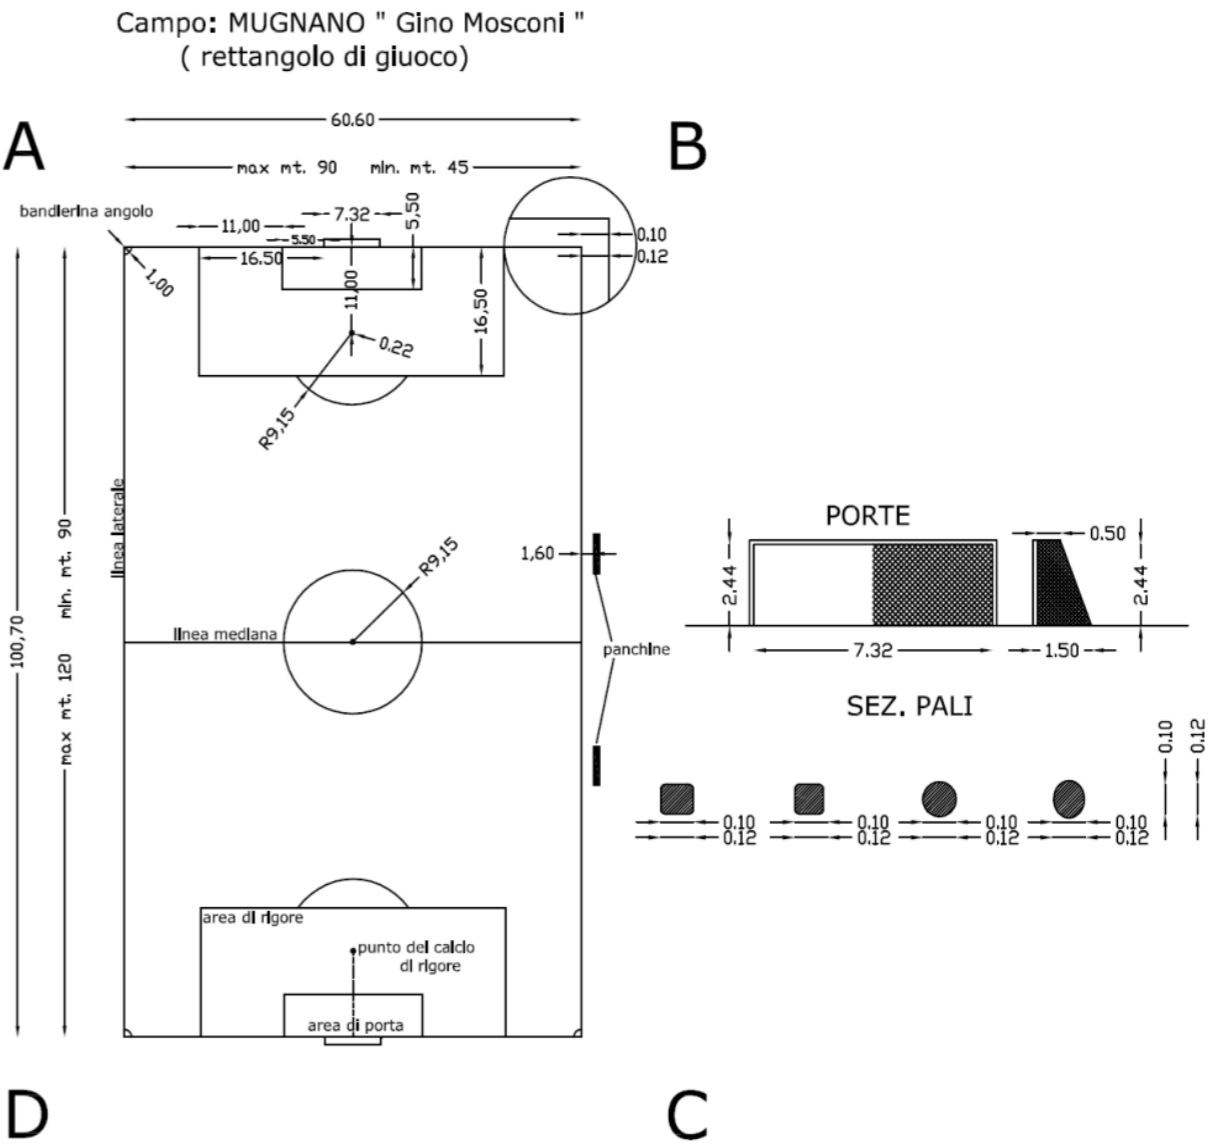 Campo: MUGNANO " Gino Mosconi "
( rettangolo di giuoco)
A
B
60.60
max mt. 90 min. mt. 45
bandierina angolo
11,00
7.32
5,50
5.50
16.50
11,00
16,50
1,00
0.22
R9,15
0.10
0.12
linea laterale
100,70
max mt. 120 min. mt. 90
R9,15
1,60
linea mediana
panchine
area di rigore
punto del calcio
di rigore
area di porta
PORTE
2.44
7.32
0.50
1.50
2.44
SEZ. PALI
0.10
0.12
0.10
0.12
0.10
0.12
0.10
0.12
0.10
0.12
D
C